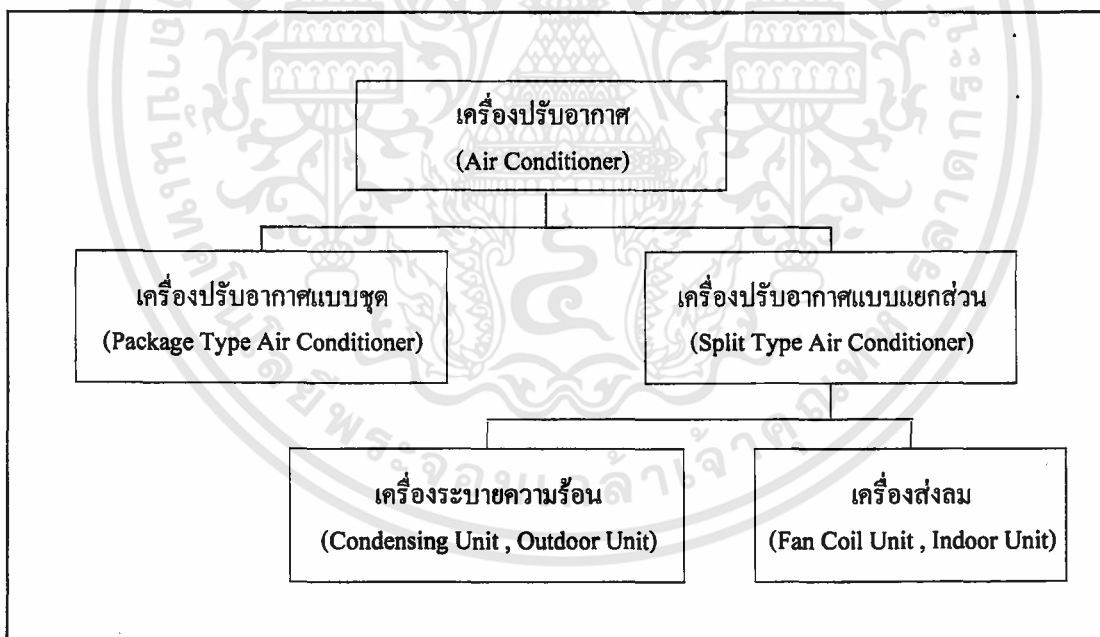 เครื่องปรับอากาศ
(Air Conditioner)
เครื่องปรับอากาศแบบชุด
(Package Type Air Conditioner)
เครื่องปรับอากาศแบบแยกส่วน
(Split Type Air Conditioner)
เครื่องระบายความร้อน
(Condensing Unit , Outdoor Unit)
เครื่องส่งลม
(Fan Coil Unit , Indoor Unit)